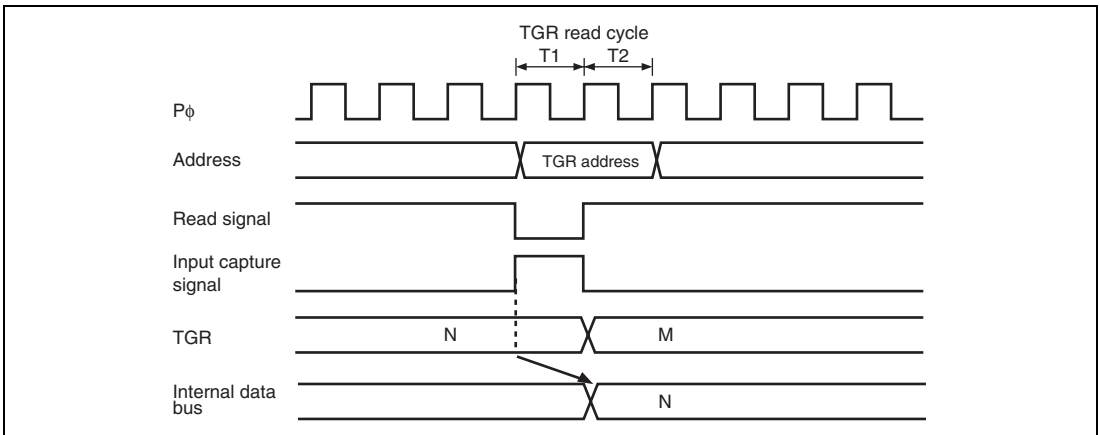 TGR read cycle
T1 T2
Pϕ
Address
TGR address
Read signal
Input capture
signal
TGR
N M
Internal data
bus
N